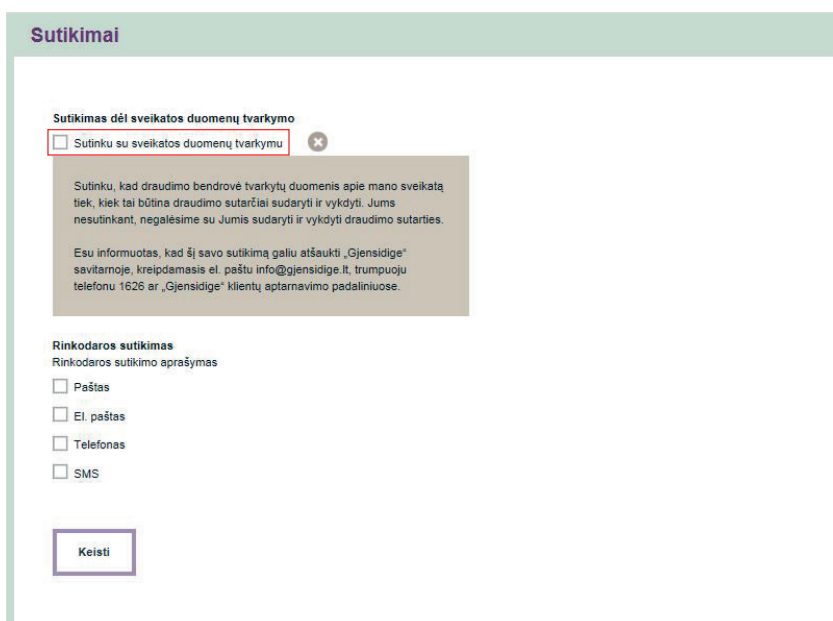 Sutikimai
Sutikimas dėl sveikatos duomenų tvarkymo
Sutinku su sveikatos duomenų tvarkymu
Sutinku, kad draudimo bendrovė tvarkytų duomenis apie mano sveikatą
tiek, kiek tai būtina draudimo sutarčiai sudaryti ir vykdyti. Jums
nesutinkant, negalėsime su Jumis sudaryti ir vykdyti draudimo sutarties.
Esu informuotas, kad šį savo sutikimą galiu atšaukti „Gjensidige“
savitarnoje, kreipdamasis el. paštu info@gjensidige.lt, trumpuoju
telefonu 1626 ar „Gjensidige“ klientų aptarnavimo padaliniuose.
Rinkodaros sutikimas
Rinkodaros sutikimo aprašymas
Paštas
El. paštas
Telefonas
SMS
Keisti